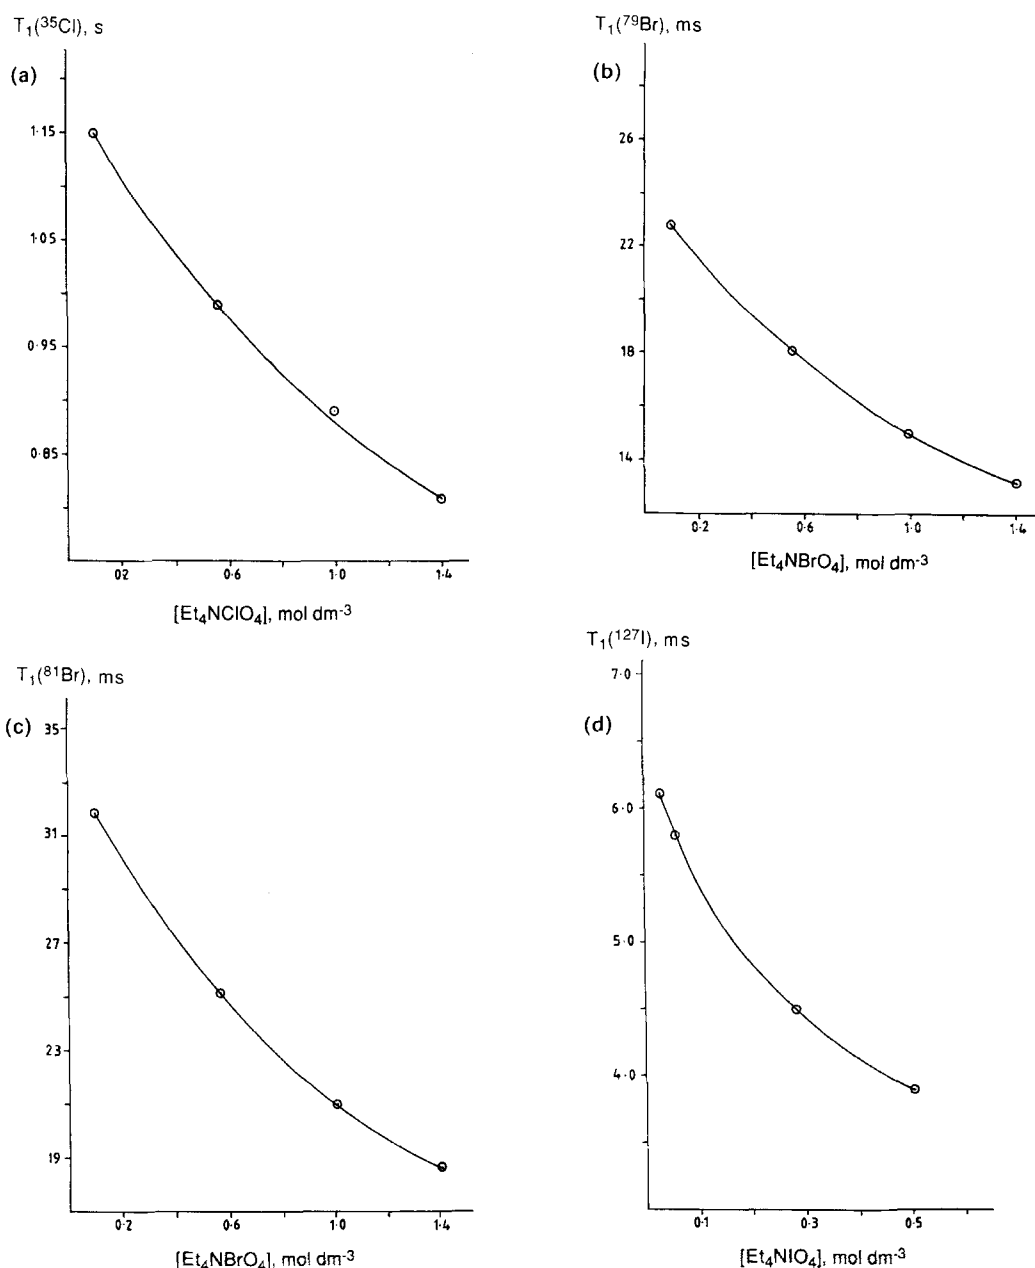 T₁(³⁵Cl), s
(a)
1·15
1·05
0·95
0·85
0·2 0·6 1·0 1·4
[Et₄NClO₄], mol dm⁻³
T₁(⁷⁹Br), ms
(b)
26
22
18
14
0·2 0·6 1·0 1·4
[Et₄NBrO₄], mol dm⁻³
T₁(⁸¹Br), ms
(c)
35
31
27
23
19
0·2 0·6 1·0 1·4
[Et₄NBrO₄], mol dm⁻³
T₁(¹²⁷I), ms
(d)
7·0
6·0
5·0
4·0
0·1 0·3 0·5
[Et₄NIO₄], mol dm⁻³